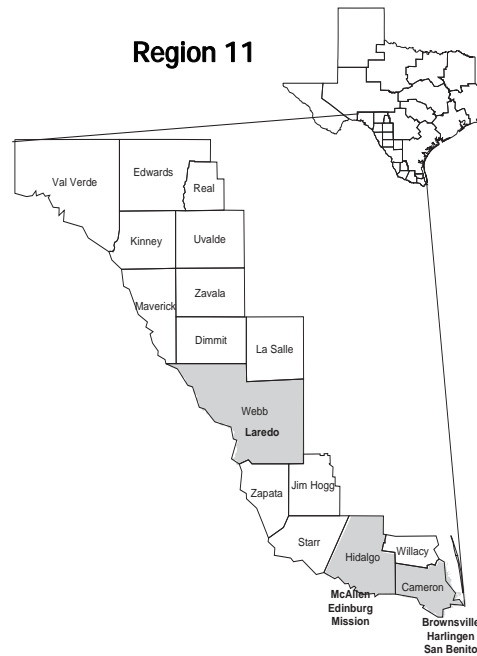 Region 11
Val Verde
Edwards
Real
Kinney
Uvalde
Maverick
Zavala
Dimmit
La Salle
Webb
Laredo
Zapata
Jim Hogg
Starr
Hidalgo
Willacy
Cameron
McAllen
Edinburg
Mission
Brownsville
Harlingen
San Benito